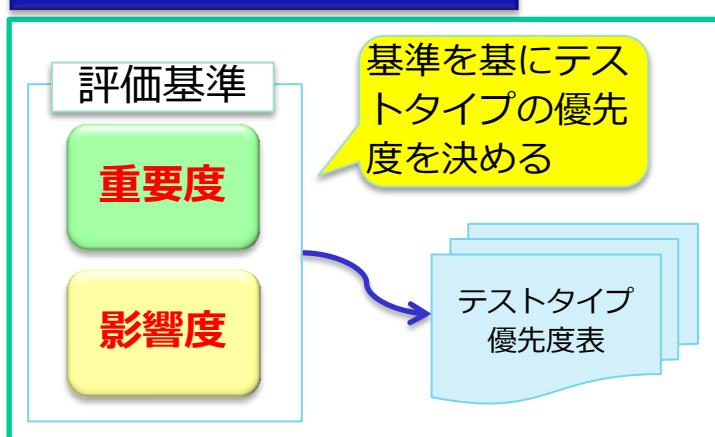 評価基準
重要度
影響度
基準を基にテス
トタイプの優先
度を決める
テストタイプ
優先度表